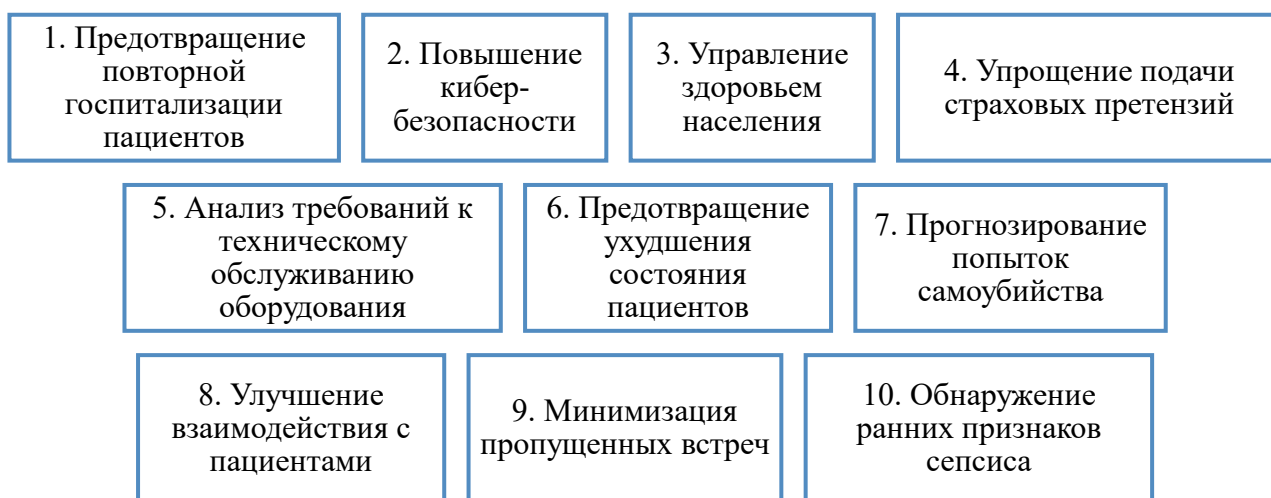 1. Предотвращение
повторной
госпитализации
пациентов
2. Повышение
кибер-
безопасности
3. Управление
здоровьем
населения
4. Упрощение подачи
страховых претензий
5. Анализ требований к
техническому
обслуживанию
оборудования
6. Предотвращение
ухудшения
состояния
пациентов
7. Прогнозирование
попыток
самоубийства
8. Улучшение
взаимодействия с
пациентами
9. Минимизация
пропущенных встреч
10. Обнаружение
ранних признаков
сепсиса